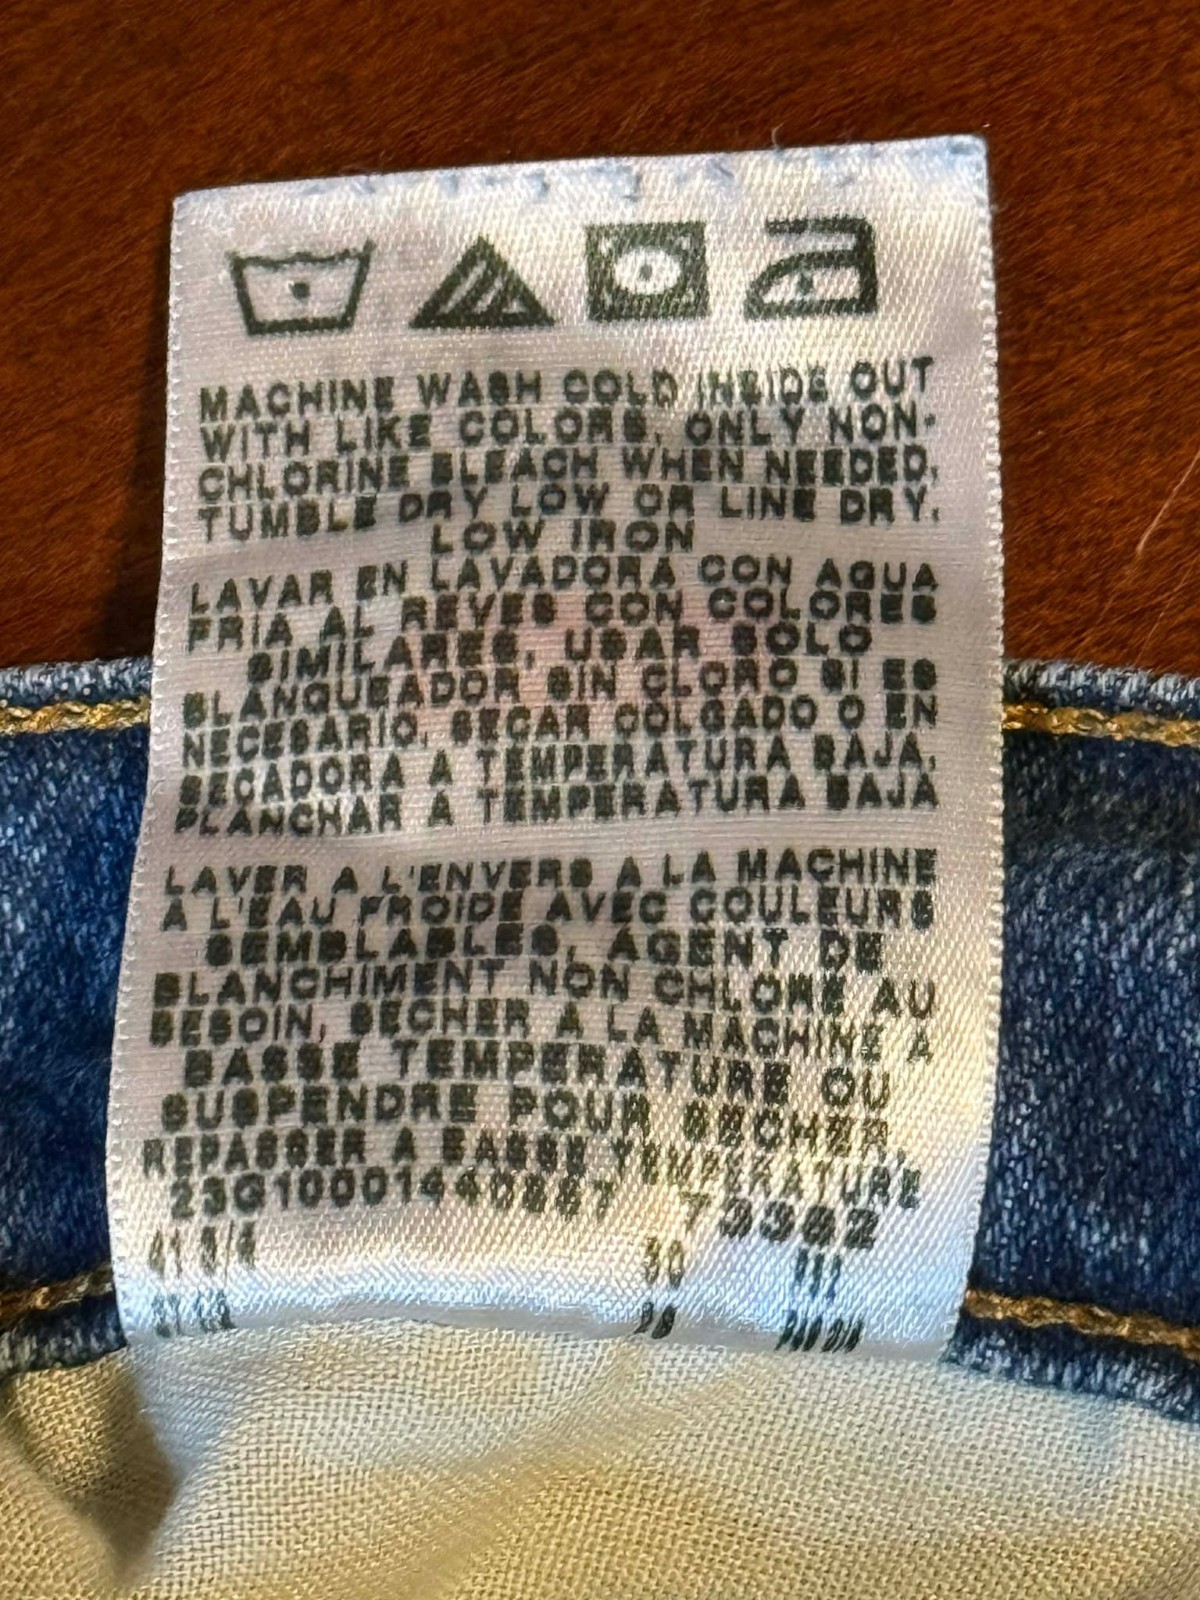 MACHINE WASH COLD INSIDE OUT
WITH LIKE COLORS, ONLY NON-
CHLORINE BLEACH WHEN NEEDED,
TUMBLE DRY LOW OR LINE DRY,
LOW IRON
LAVAR EN LAVADORA CON AGUA
FRIA AL REVES CON COLORES
SIMILARES, USAR SOLO
BLANQUEADOR SIN CLORO SI ES
NECESARIO, SECAR COLGADO O EN
SECADORA A TEMPERATURA BAJA,
PLANCHAR A TEMPERATURA BAJA
LAVER A L'ENVERS A LA MACHINE
A L'EAU FROIDE AVEC COULEURS
SEMBLABLES, AGENT DE
BLANCHIMENT NON CHLORE AU
BESOIN, SECHER A LA MACHINE A
BASSE TEMPERATURE OU
SUSPENDRE POUR SECHER,
REPASSER A BASSE TEMPERATURE